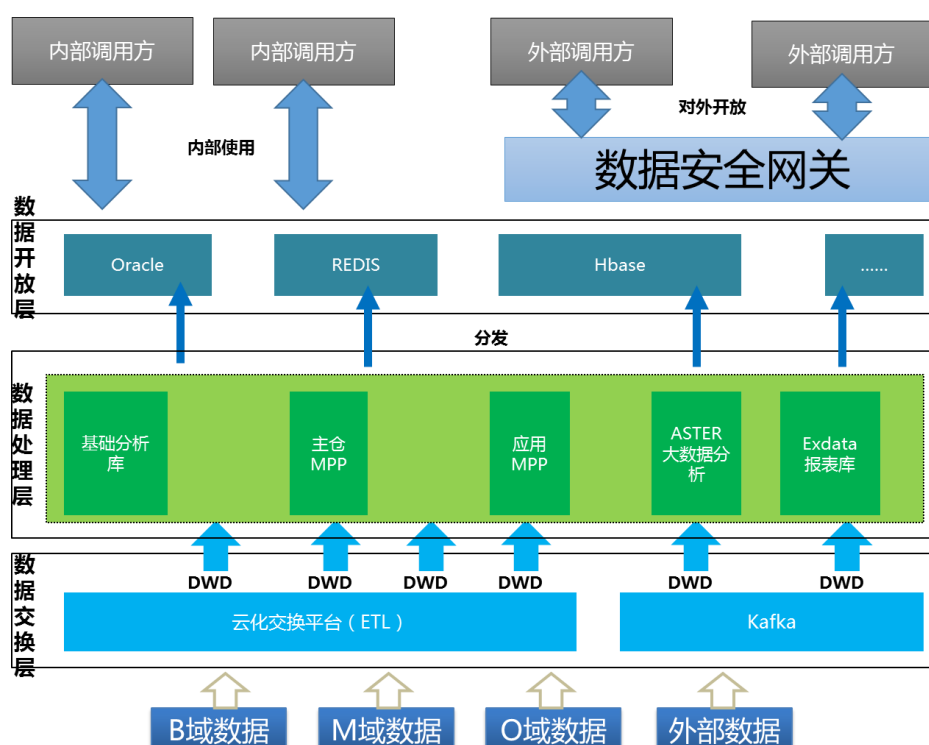 内部调用方
内部调用方
外部调用方
外部调用方
内部使用
对外开放
数据安全网关
数据开放层
Oracle
REDIS
Hbase
......
分发
数据处理层
基础分析
库
主仓
MPP
应用
MPP
ASTER
大数据分
析
Exdata
报表库
DWD
DWD
DWD
DWD
DWD
DWD
数据交换层
云化交换平台（ETL）
Kafka
B域数据
M域数据
O域数据
外部数据